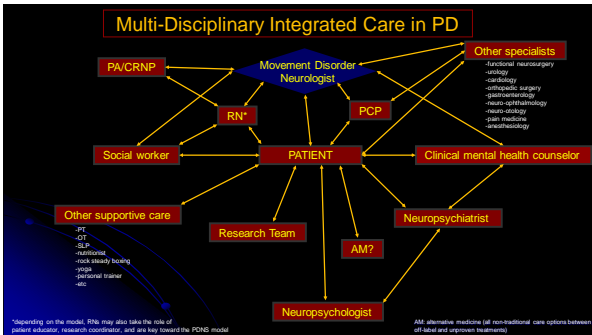 Multi-Disciplinary Integrated Care in PD
PA/CRNP
Movement Disorder
Neurologist
Other specialists
-functional neurosurgery
-urology
-cardiology
-orthopedic surgery
-gastroenterology
-neuro-ophthalmology
-neuro-otology
-pain medicine
-anesthesiology
RN*
PCP
Social worker
PATIENT
Clinical mental health counselor
Other supportive care
-PT
-OT
-SLP
-nutritionist
-rock steady boxing
-yoga
-personal trainer
-etc
Research Team
AM?
Neuropsychiatrist
Neuropsychologist
*depending on the model, RNs may also take the role of
patient educator, research coordinator, and are key toward the PDNS model
AM: alternative medicine (all non-traditional care options between
off-label and unproven treatments)